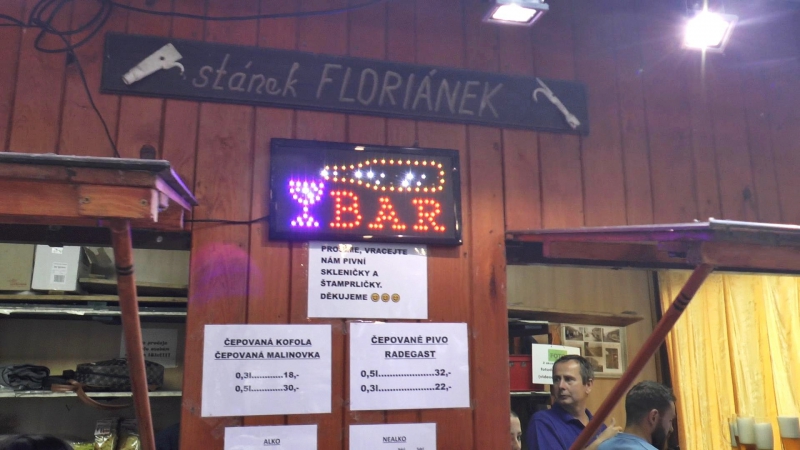 stánek FLORIÁNEK
BAR
PROSÍME, VRACEJTE
NÁM PIVNÍ
SKLENIČKY A
ŠTAMPRLIČKY.
DĚKUJEME
ČEPOVANÁ KOFOLA
ČEPOVANÁ MALINOVKA
0,3l.............18,-
0,5l.............30,-
ČEPOVANÉ PIVO
RADEGAST
0,5l......................32,-
0,3l......................22,-
ALKO
NEALKO